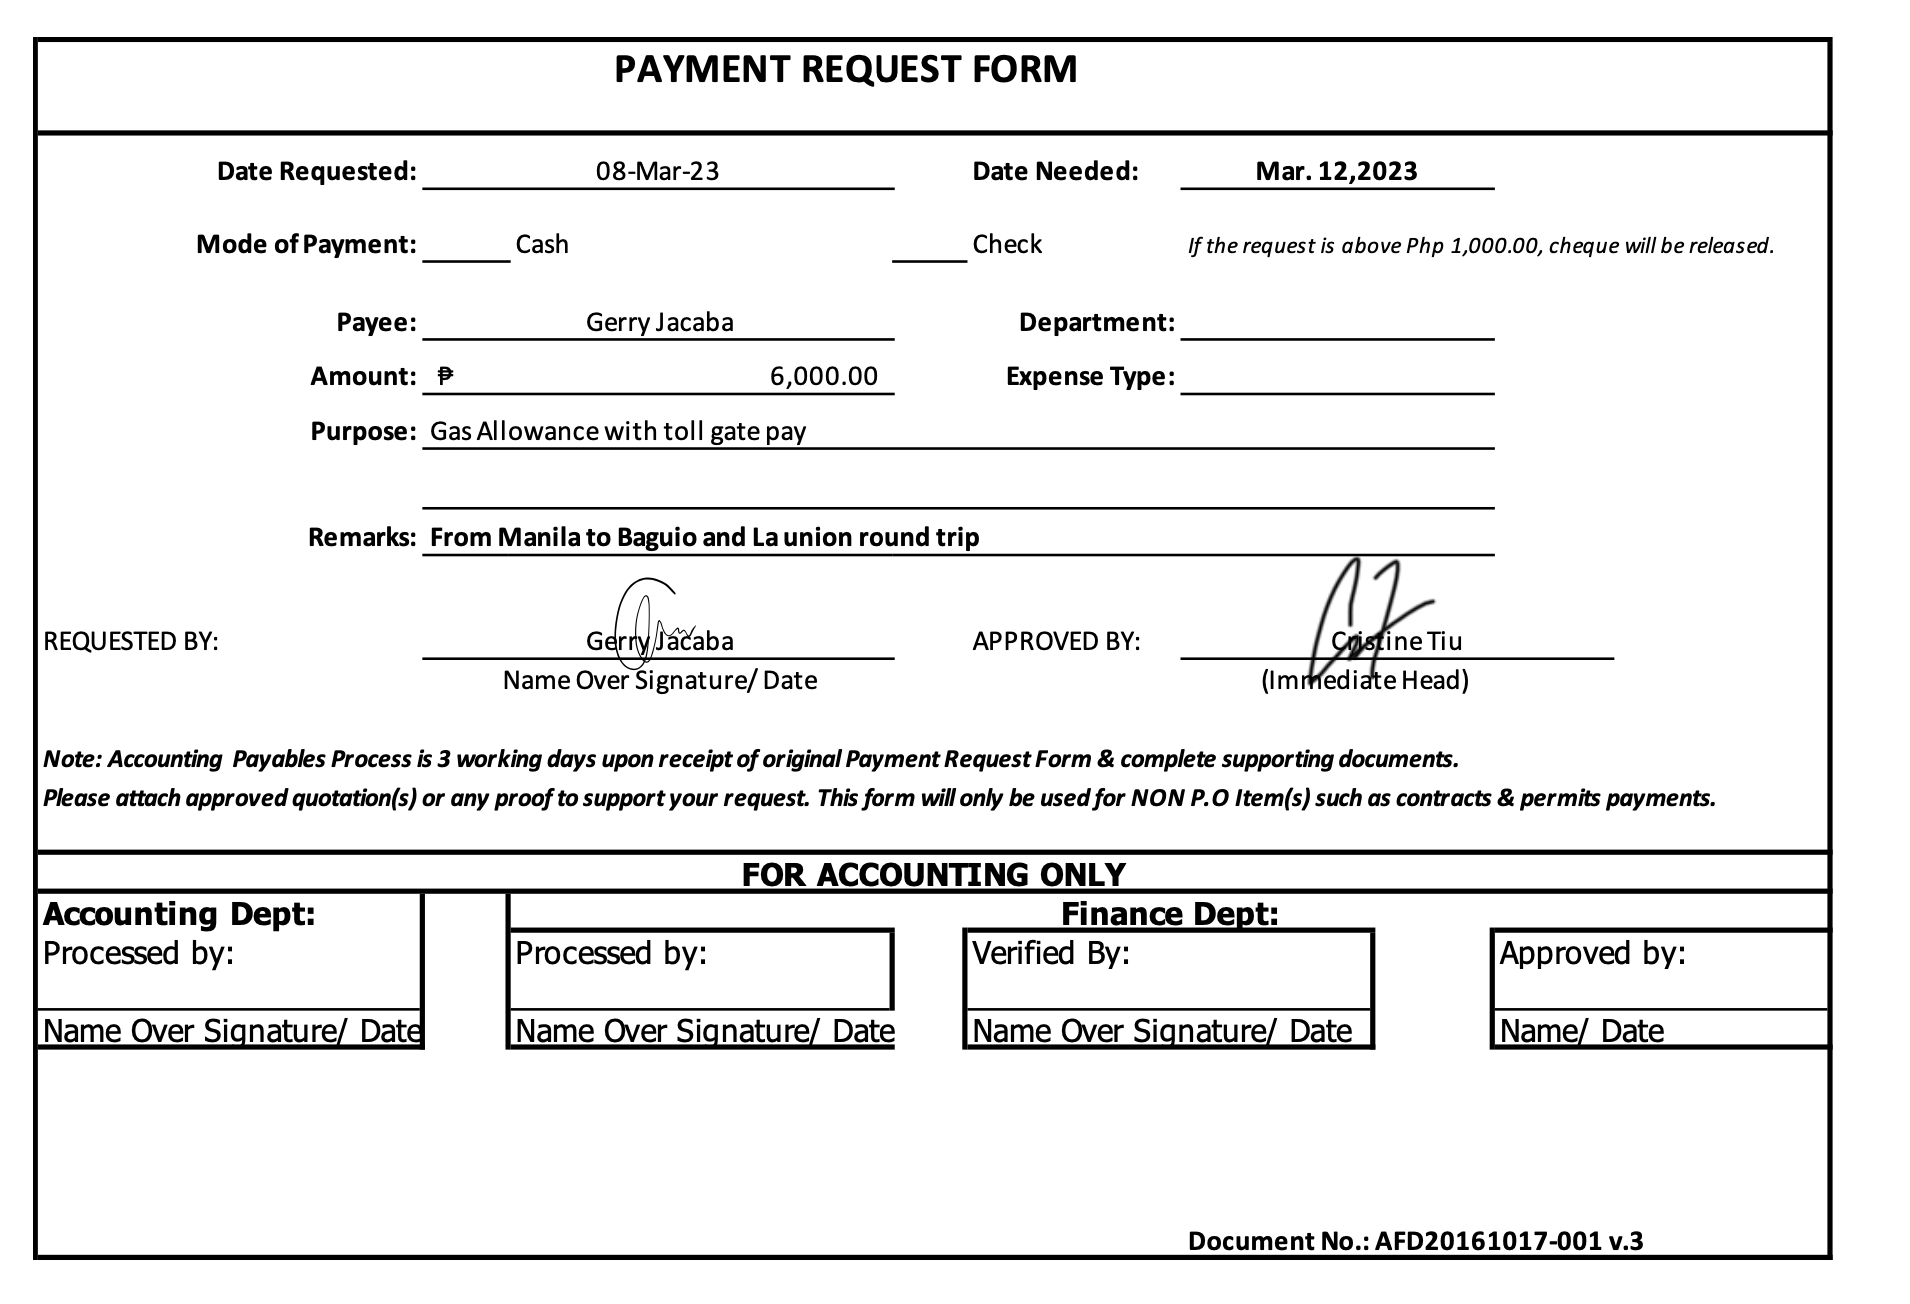 PAYMENT REQUEST FORM
Date Requested: 08-Mar-23 Date Needed: Mar. 12,2023
Mode of Payment: Cash Check If the request is above Php 1,000.00, cheque will be released.
Payee: Gerry Jacaba Department:
Amount: ₱ 6,000.00 Expense Type:
Purpose: Gas Allowance with toll gate pay
Remarks: From Manila to Baguio and La union round trip
REQUESTED BY: Gerry Jacaba APPROVED BY: Cristine Tiu
Name Over Signature/ Date (Immediate Head)
Note: Accounting Payables Process is 3 working days upon receipt of original Payment Request Form & complete supporting documents.
Please attach approved quotation(s) or any proof to support your request. This form will only be used for NON P.O Item(s) such as contracts & permits payments.
FOR ACCOUNTING ONLY
Accounting Dept: Finance Dept:
Processed by: Processed by: Verified By: Approved by:
Name Over Signature/ Date Name Over Signature/ Date Name Over Signature/ Date Name/ Date
Document No.: AFD20161017-001 v.3